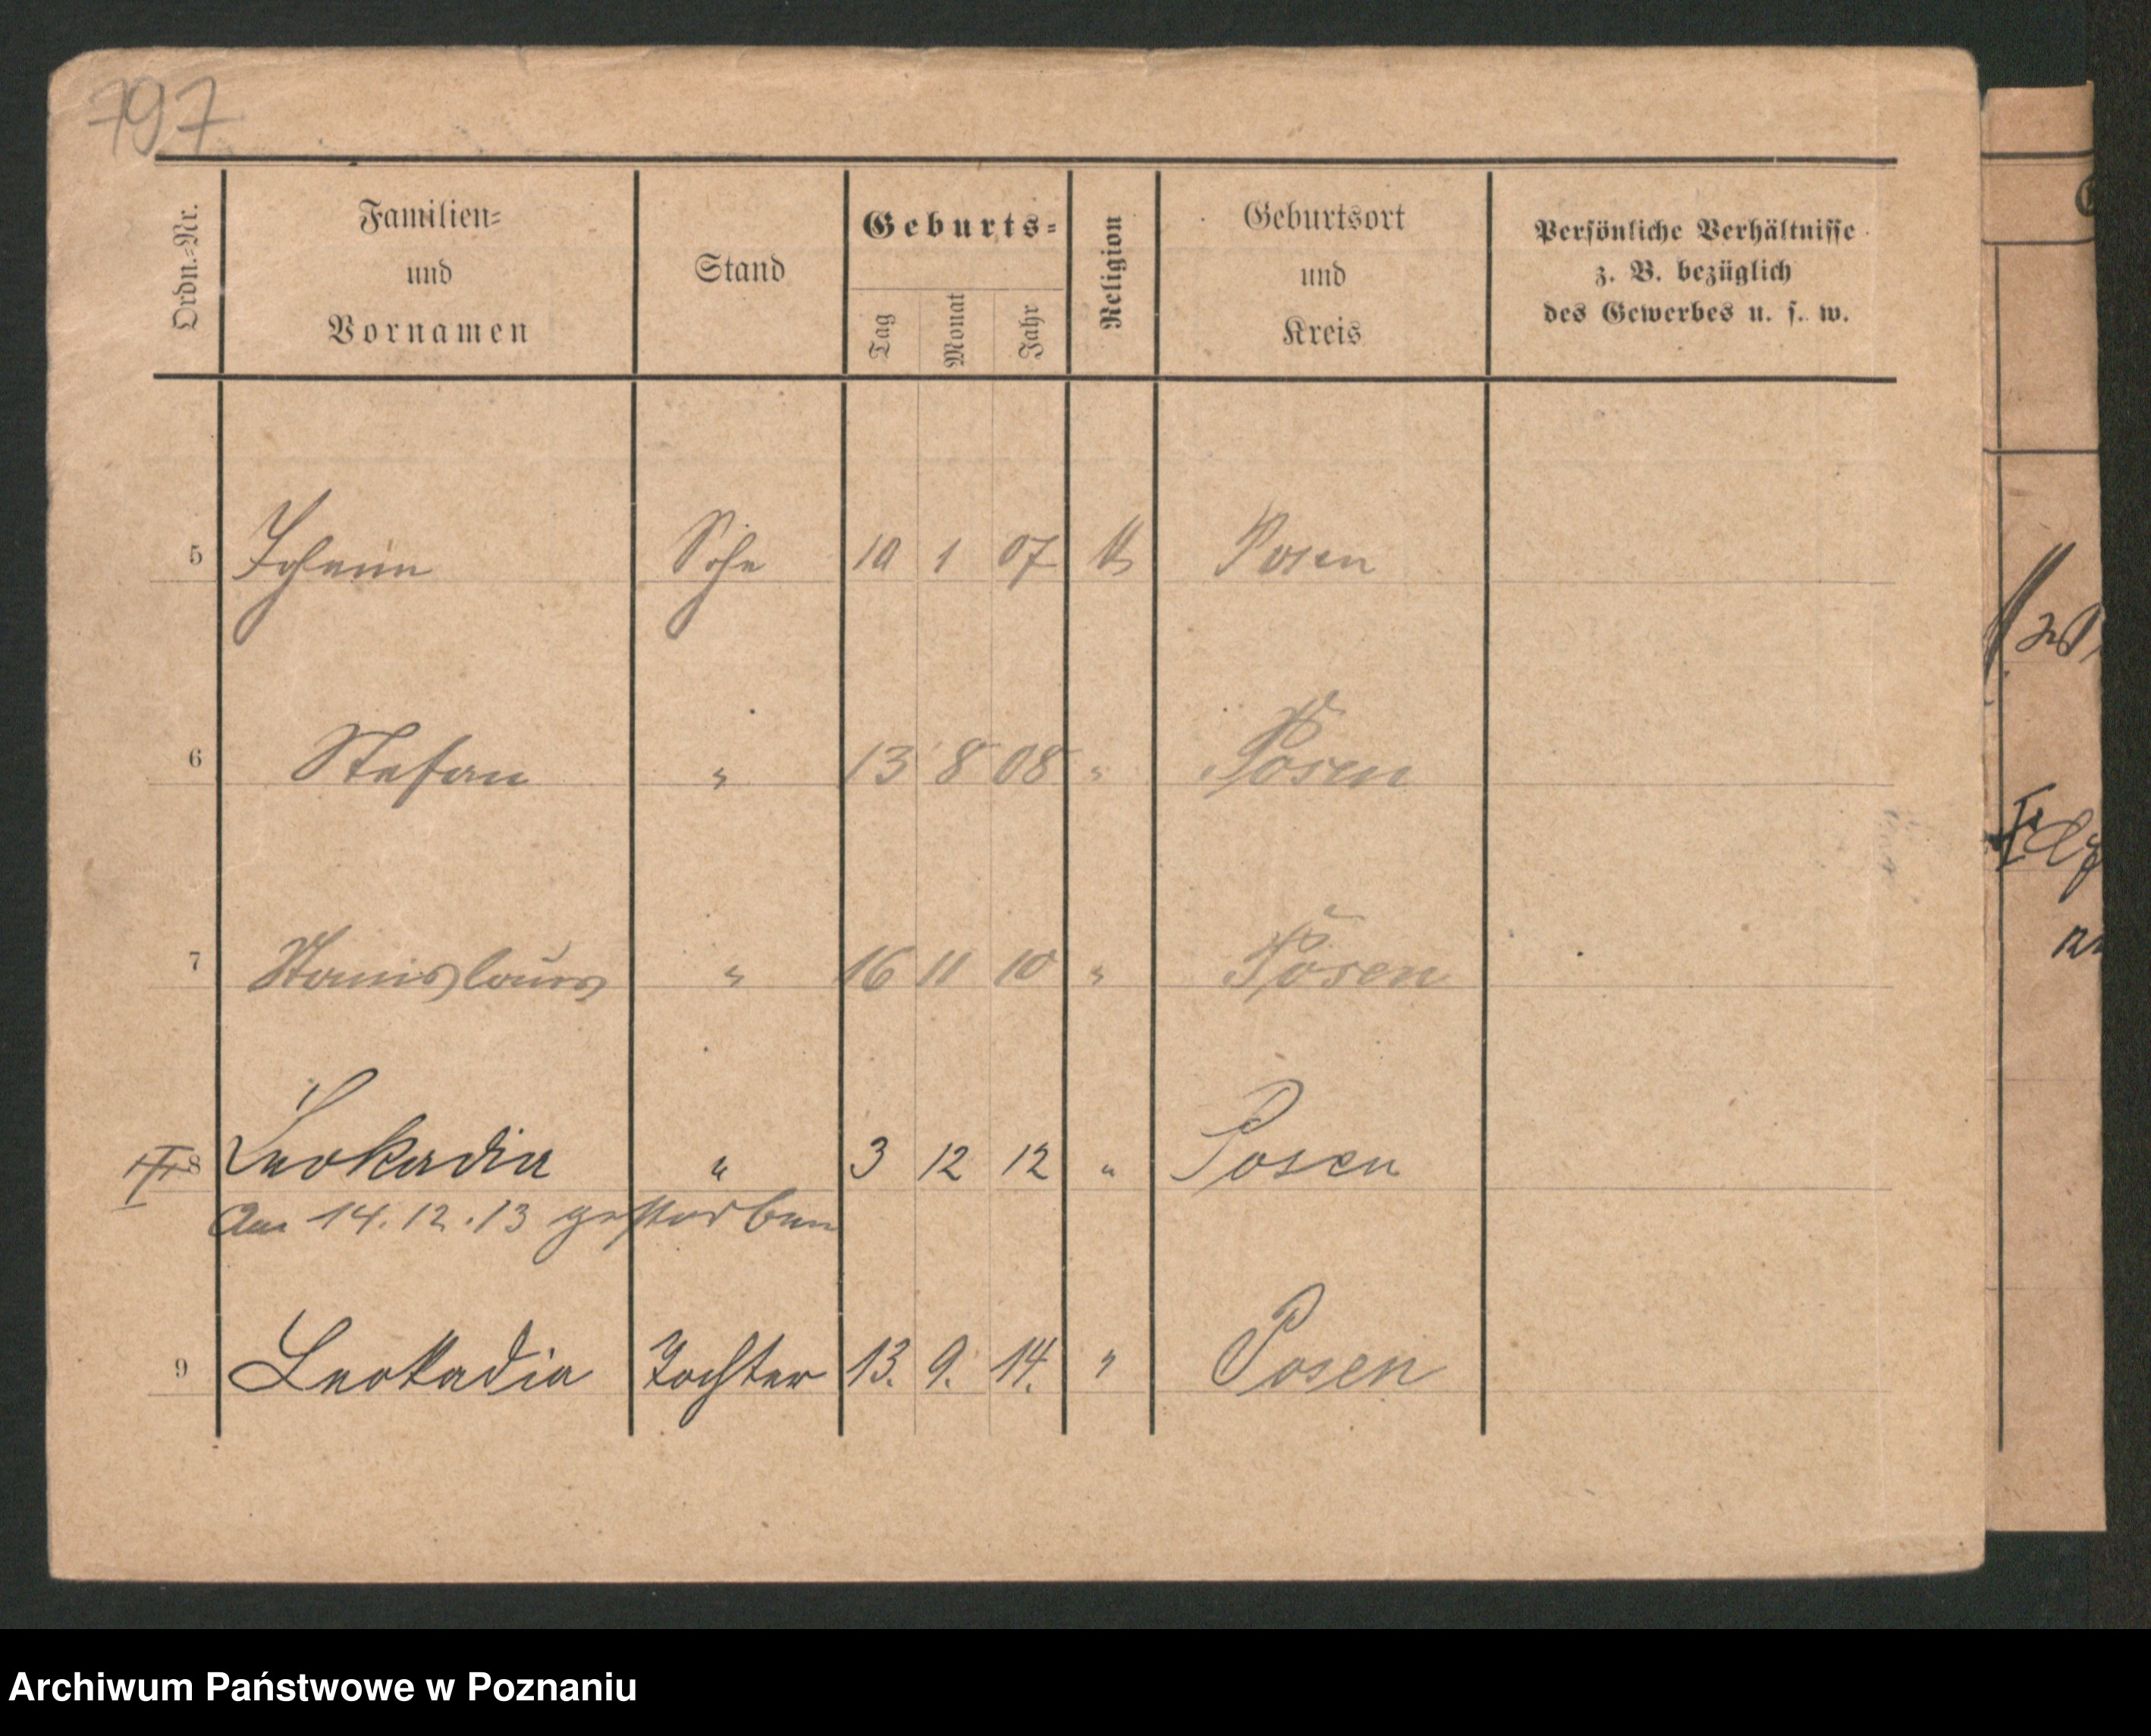 797
Ordn.-Nr. Familien- und Vornamen Stand Geburts- Tag Monat Jahr Religion Geburtsort und Kreis Persönliche Verhältnisse z. B. bezüglich des Gewerbes u. s. w.
5 Johann Sohn 10 1 07 k Posen
6 Stefan " 13 8 08 " Posen
7 Stanislaus " 16 11 10 " Posen
8 Leokadia " 3 12 12 " Posen
Am 14.12.13 gestorben
9 Leokadia Tochter 13. 9. 14. " Posen
Archiwum Państwowe w Poznaniu